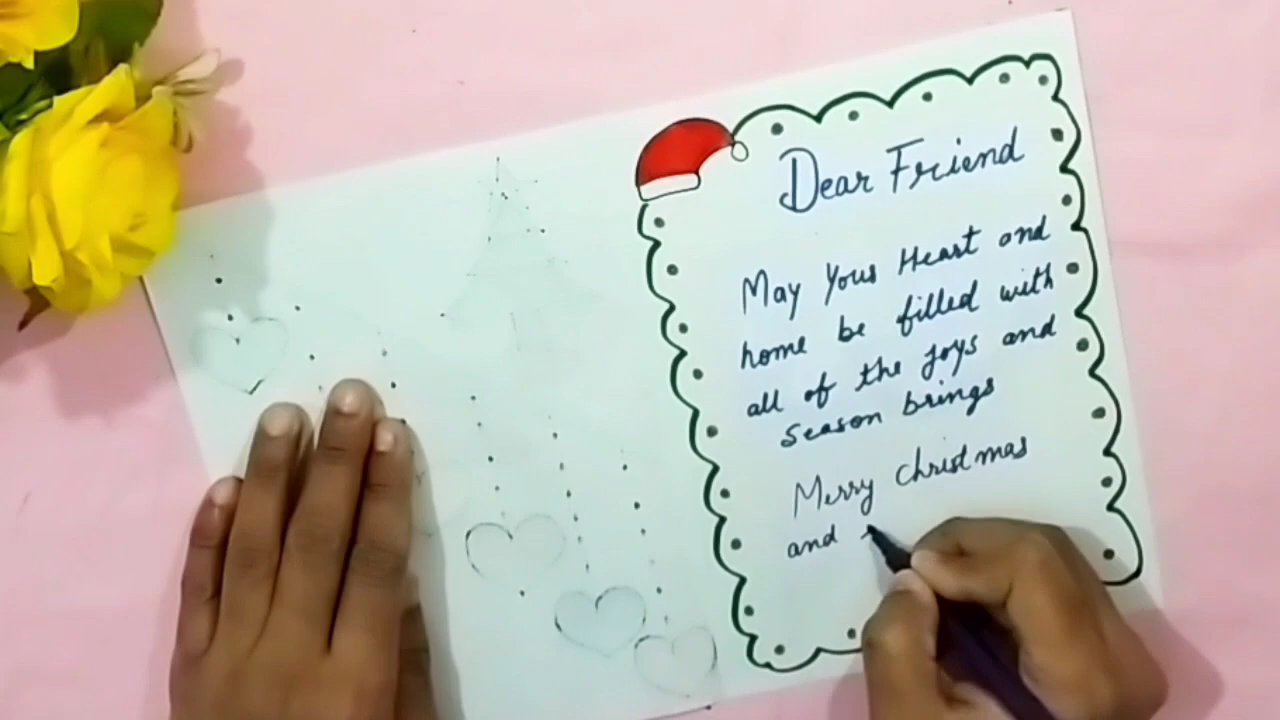 Dear Friend
May Your Heart and
home be filled with
all of the joys and
season brings
Merry christmas
and